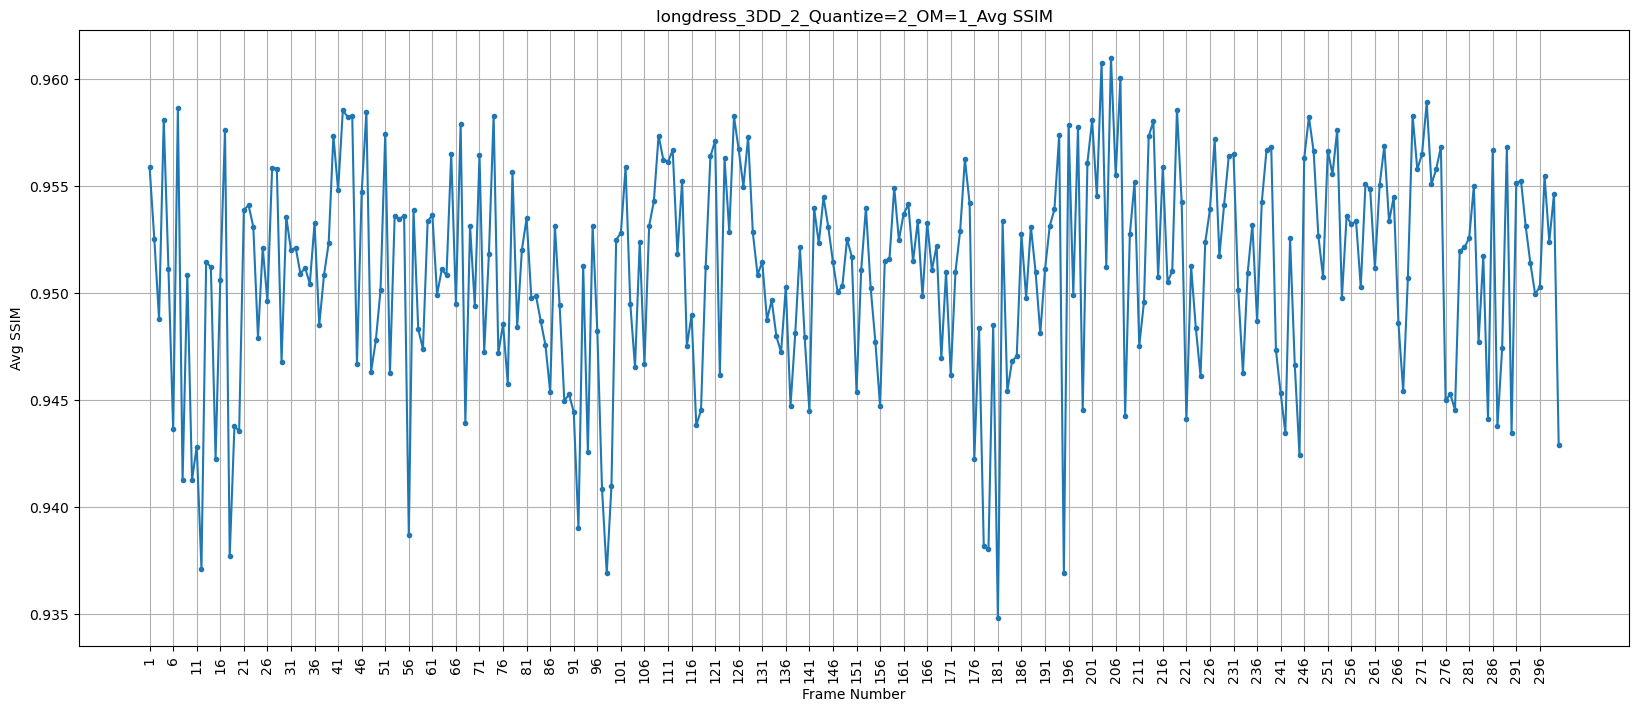 longdress_3DD_2_Quantize=2_OM=1_Avg SSIM
0.960
0.955
0.950
0.945
0.940
0.935
Avg SSIM
1 6 11 16 21 26 31 36 41 46 51 56 61 66 71 76 81 86 91 96 101 106 111 116 121 126 131 136 141 146 151 156 161 166 171 176 181 186 191 196 201 206 211 216 221 226 231 236 241 246 251 256 261 266 271 276 281 286 291 296
Frame Number